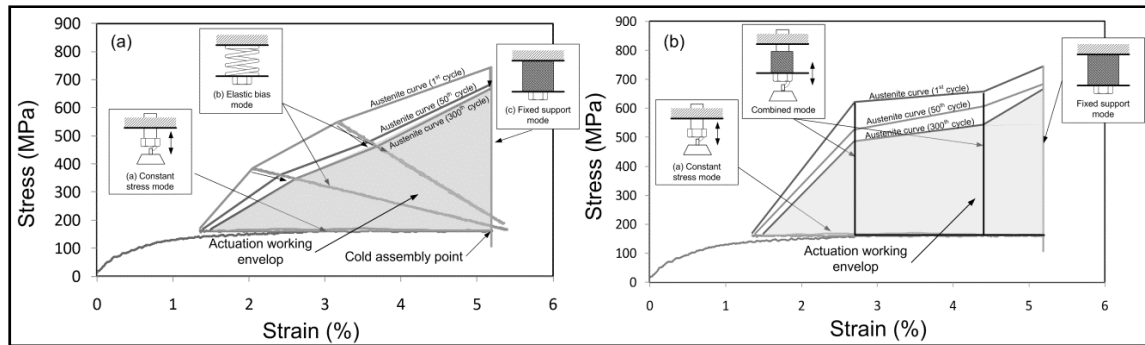 (a)
(b) Elastic bias
mode
(a) Constant
stress mode
Austenite curve (1st cycle)
Austenite curve (50th cycle)
Austenite curve (300th cycle)
(c) Fixed support
mode
Actuation working
envelop
Cold assembly point
900
800
700
600
500
400
300
200
100
0
Stress (MPa)
0
1
2
3
4
5
6
Strain (%)
(b)
Combined mode
(a) Constant
stress mode
Austenite curve (1st cycle)
Austenite curve 50th cycle)
Austenite curve (300th cycle)
Fixed support
mode
Actuation working
envelop
900
800
700
600
500
400
300
200
100
0
Stress (MPa)
0
1
2
3
4
5
6
Strain (%)